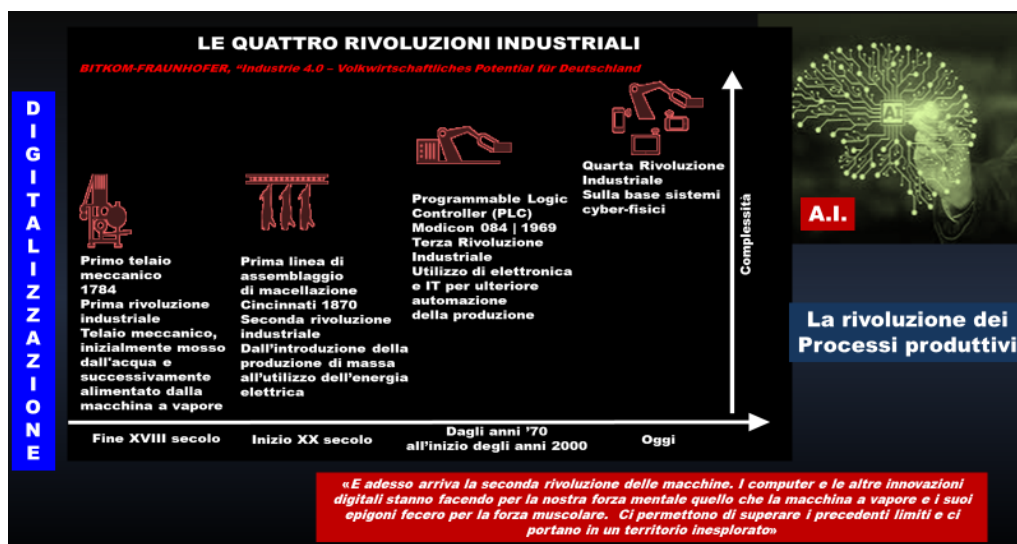 LE QUATTRO RIVOLUZIONI INDUSTRIALI
BITKOM-FRAUNHOFER, “Industrie 4.0 – Volkwirtschaftliches Potential für Deutschland
DIGITALIZZAZIONE
Primo telaio
meccanico
1784
Prima rivoluzione
industriale
Telaio meccanico,
inizialmente mosso
dall'acqua e
successivamente
alimentato dalla
macchina a vapore
Prima linea di
assemblaggio
di macellazione
Cincinnati 1870
Seconda rivoluzione
industriale
Dall’introduzione della
produzione di massa
all’utilizzo dell’energia
elettrica
Programmable Logic
Controller (PLC)
Modicon 084 | 1969
Terza Rivoluzione
Industriale
Utilizzo di elettronica
e IT per ulteriore
automazione
della produzione
Quarta Rivoluzione
Industriale
Sulla base sistemi
cyber-fisici
Complessità
Fine XVIII secolo
Inizio XX secolo
Dagli anni ’70
all’inizio degli anni 2000
Oggi
AI
A.I.
La rivoluzione dei
Processi produttivi
«E adesso arriva la seconda rivoluzione delle macchine. I computer e le altre innovazioni
digitali stanno facendo per la nostra forza mentale quello che la macchina a vapore e i suoi
epigoni fecero per la forza muscolare. Ci permettono di superare i precedenti limiti e ci
portano in un territorio inesplorato»